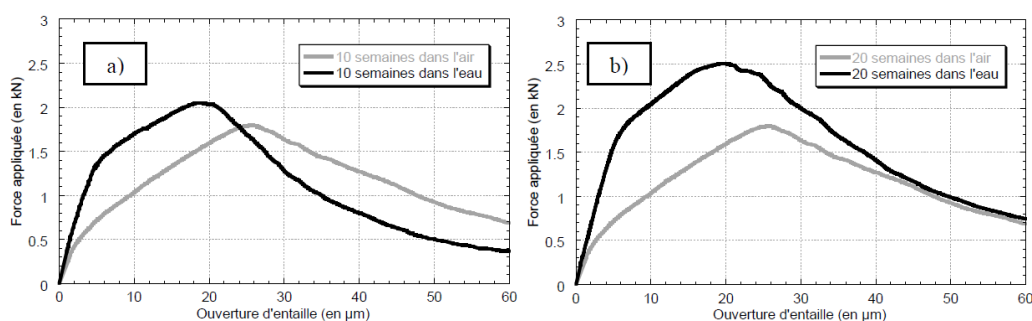 a)
10 semaines dans l'air
10 semaines dans l'eau
Force appliquée (en kN)
3
2.5
2
1.5
1
0.5
0
0 10 20 30 40 50 60
Ouverture d'entaille (en µm)
b)
20 semaines dans l'air
20 semaines dans l'eau
Force appliquée (en kN)
3
2.5
2
1.5
1
0.5
0
0 10 20 30 40 50 60
Ouverture d'entaille (en µm)